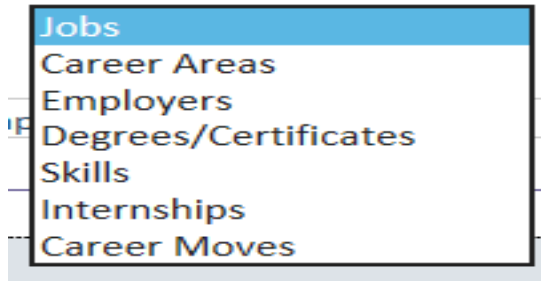 Jobs
Career Areas
Employers
Degrees/Certificates
Skills
Internships
Career Moves